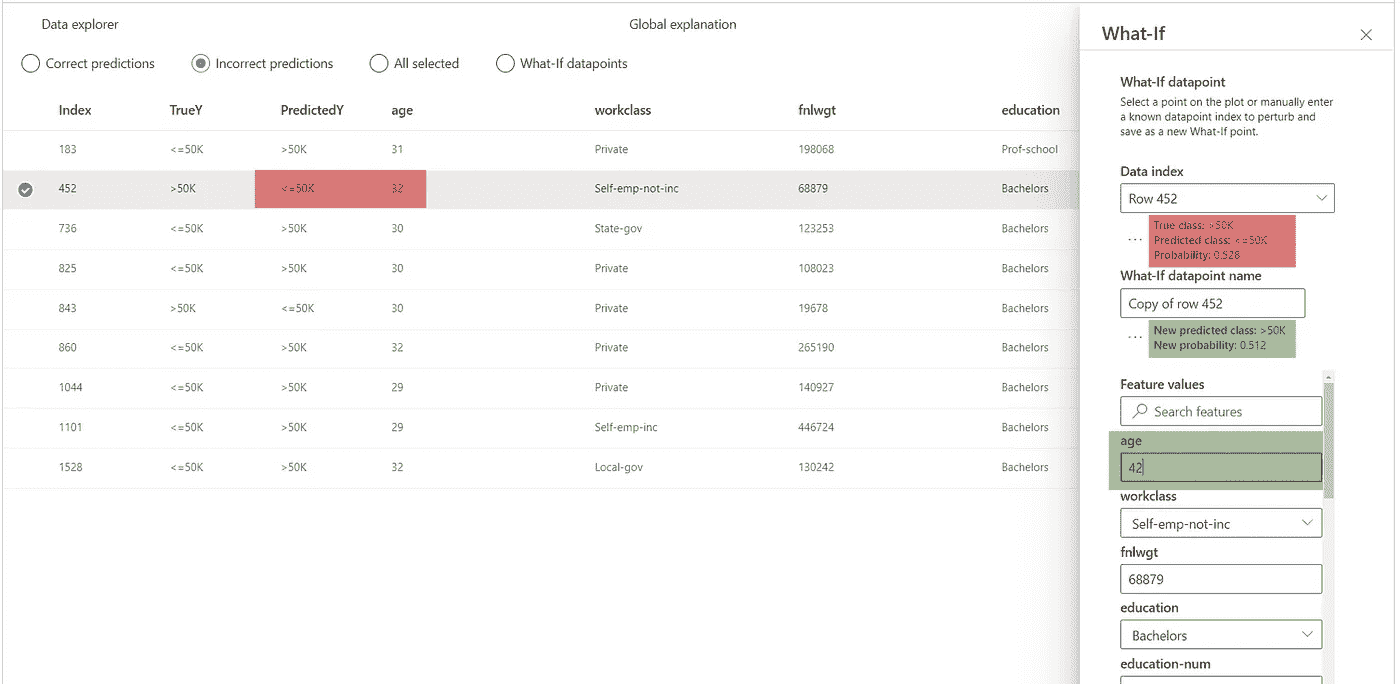 Data explorer
Global explanation
Correct predictions
Incorrect predictions
All selected
What-If datapoints
Index TrueY PredictedY age workclass fnlwgt education
183 <=50K >50K 31 Private 198068 Prof-school
452 >50K <=50K 32 Self-emp-not-inc 68879 Bachelors
736 <=50K >50K 30 State-gov 123253 Bachelors
825 <=50K >50K 30 Private 108023 Bachelors
843 >50K <=50K 30 Private 19678 Bachelors
860 <=50K >50K 32 Private 265190 Bachelors
1044 <=50K >50K 29 Private 140927 Bachelors
1101 <=50K >50K 29 Self-emp-inc 446724 Bachelors
1528 <=50K >50K 32 Local-gov 130242 Bachelors
What-If
What-If datapoint
Select a point on the plot or manually enter
a known datapoint index to perturb and
save as a new What-If point.
Data index
Row 452
... True class: >50K
Predicted class: <=50K
Probability: 0.528
What-If datapoint name
Copy of row 452
... New predicted class: >50K
New probability: 0.512
Feature values
Search features
age
42
workclass
Self-emp-not-inc
fnlwgt
68879
education
Bachelors
education-num